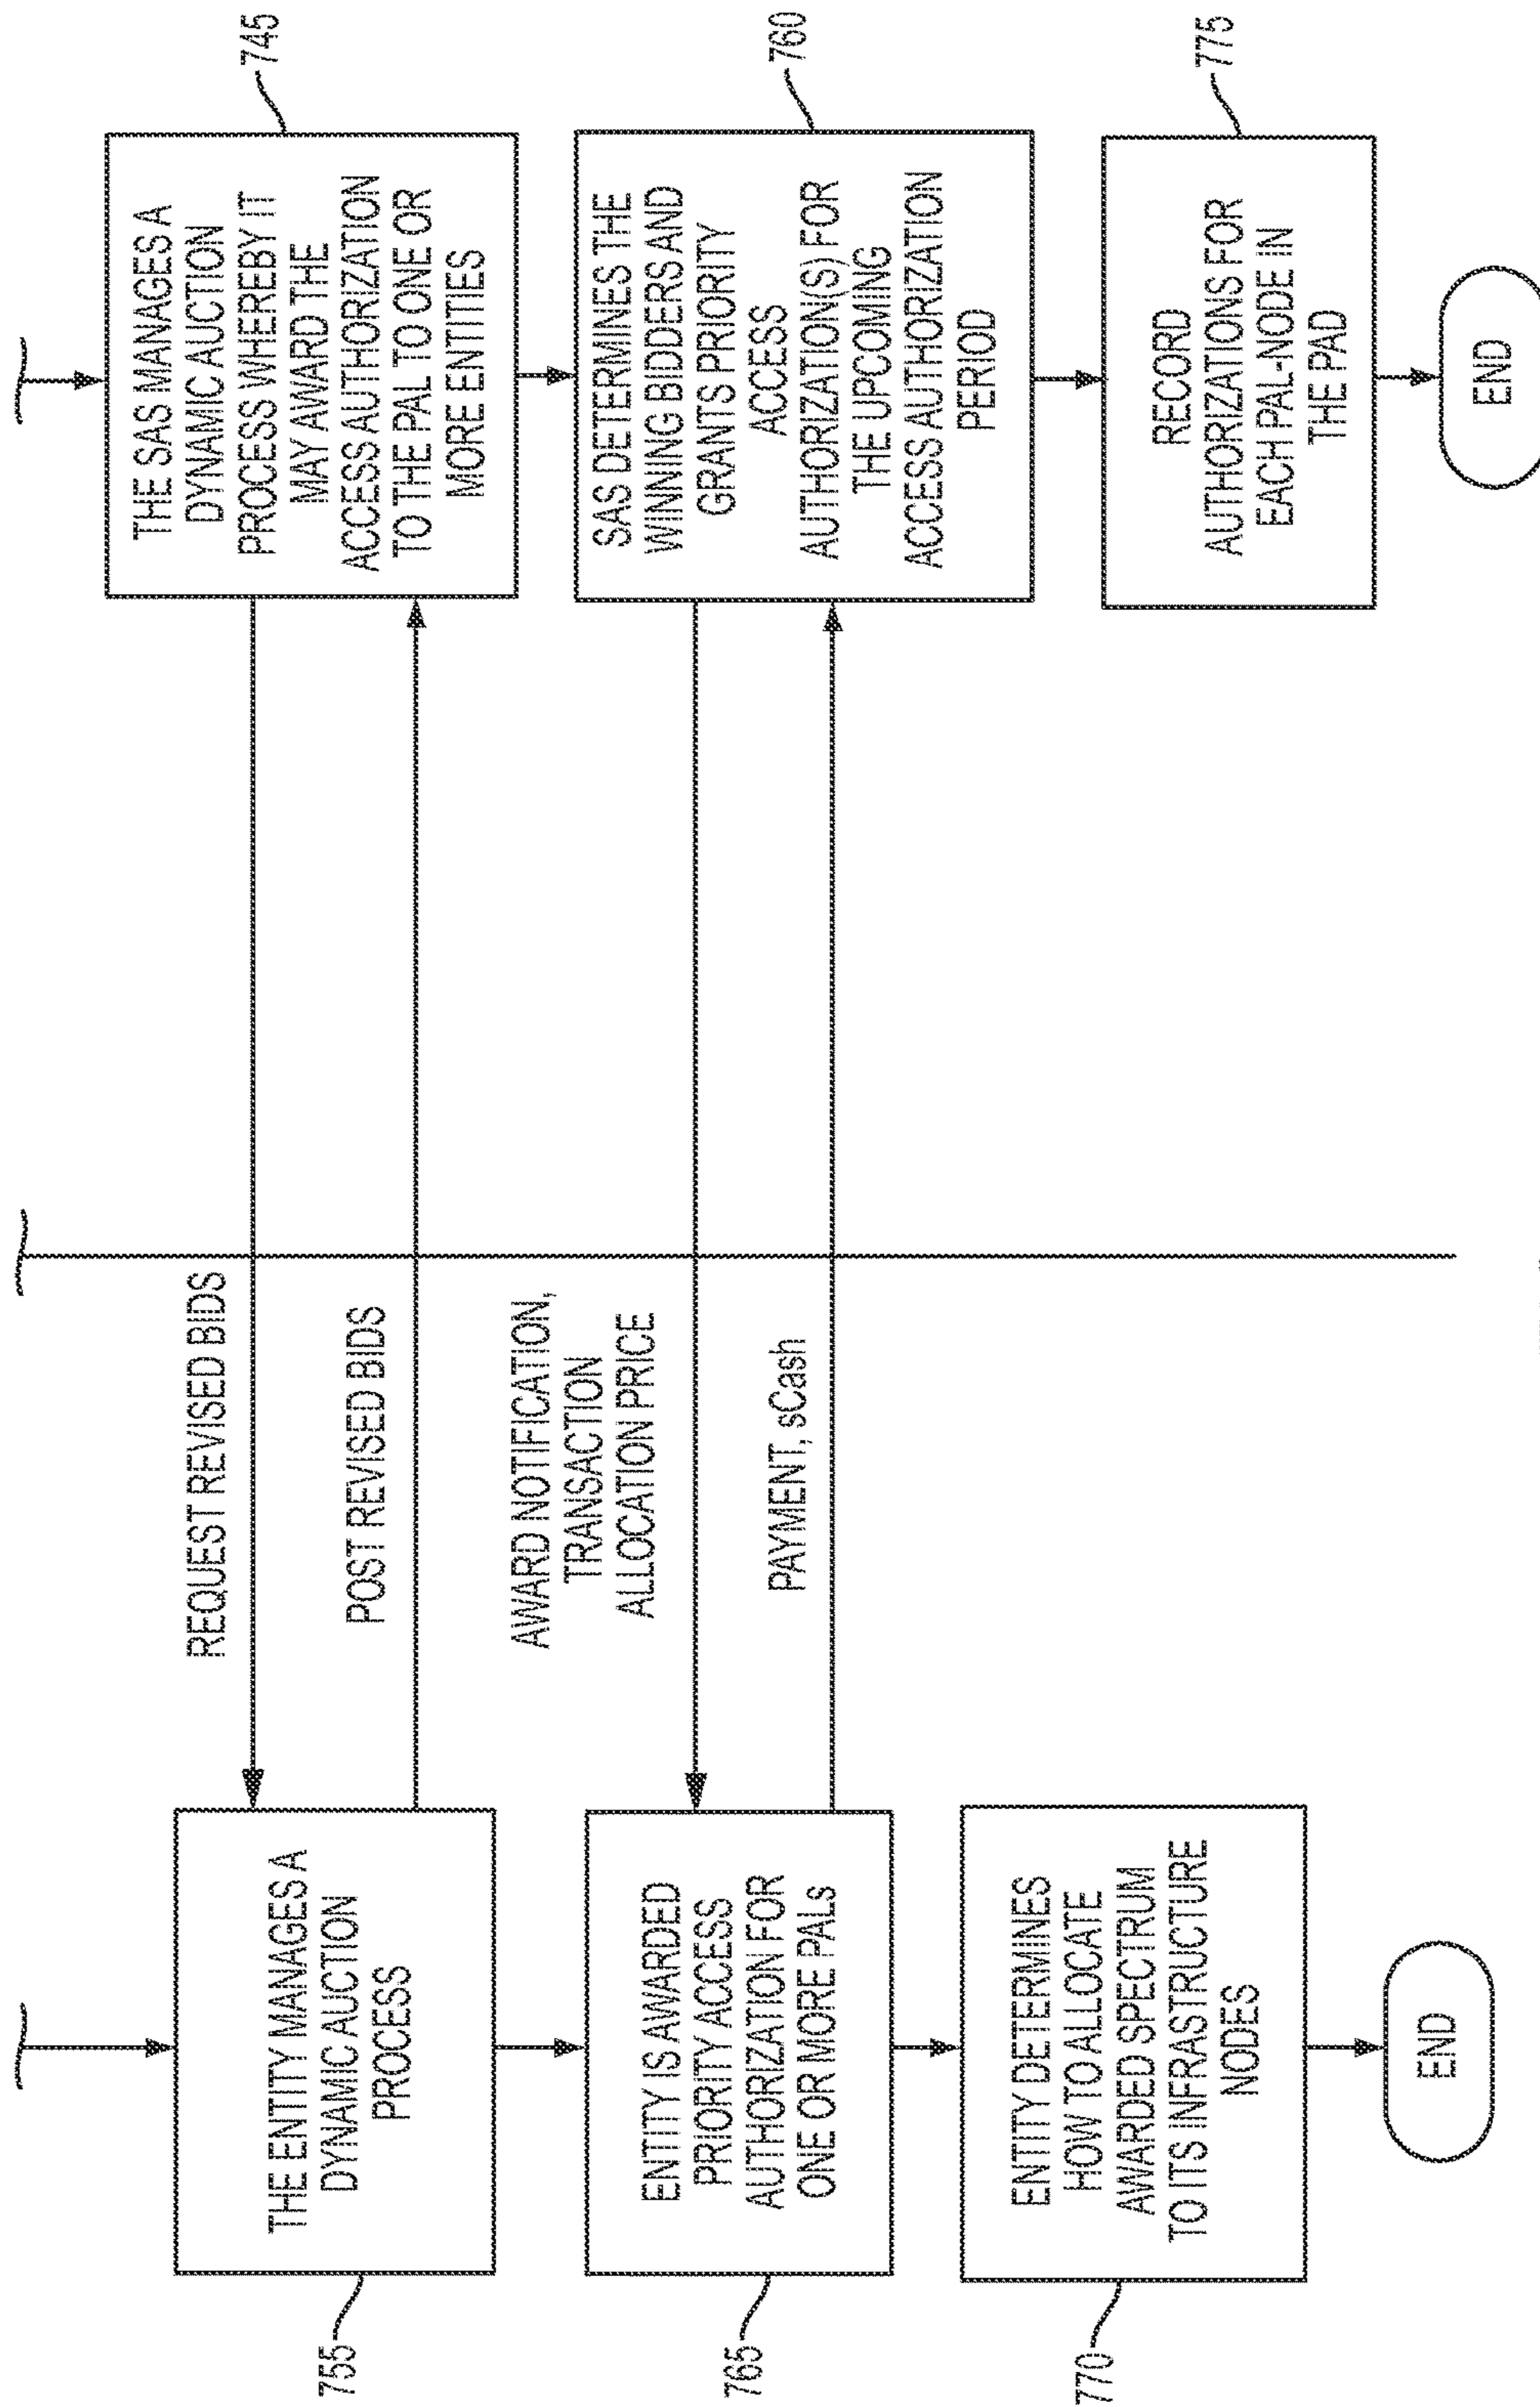 THE ENTITY MANAGES A
DYNAMIC AUCTION
PROCESS
755
REQUEST REVISED BIDS
POST REVISED BIDS
THE SAS MANAGES A
DYNAMIC AUCTION
PROCESS WHEREBY IT
MAY AWARD THE
ACCESS AUTHORIZATION
TO THE PAL TO ONE OR
MORE ENTITIES
745
ENTITY IS AWARDED
PRIORITY ACCESS
AUTHORIZATION FOR
ONE OR MORE PALs
765
AWARD NOTIFICATION,
TRANSACTION
ALLOCATION PRICE
PAYMENT, sCash
SAS DETERMINES THE
WINNING BIDDERS AND
GRANTS PRIORITY
ACCESS
AUTHORIZATION(S) FOR
THE UPCOMING
ACCESS AUTHORIZATION
PERIOD
760
ENTITY DETERMINES
HOW TO ALLOCATE
AWARDED SPECTRUM
TO ITS INFRASTRUCTURE
NODES
770
RECORD
AUTHORIZATIONS FOR
EACH PAL-NODE IN
THE PAD
775
END
END